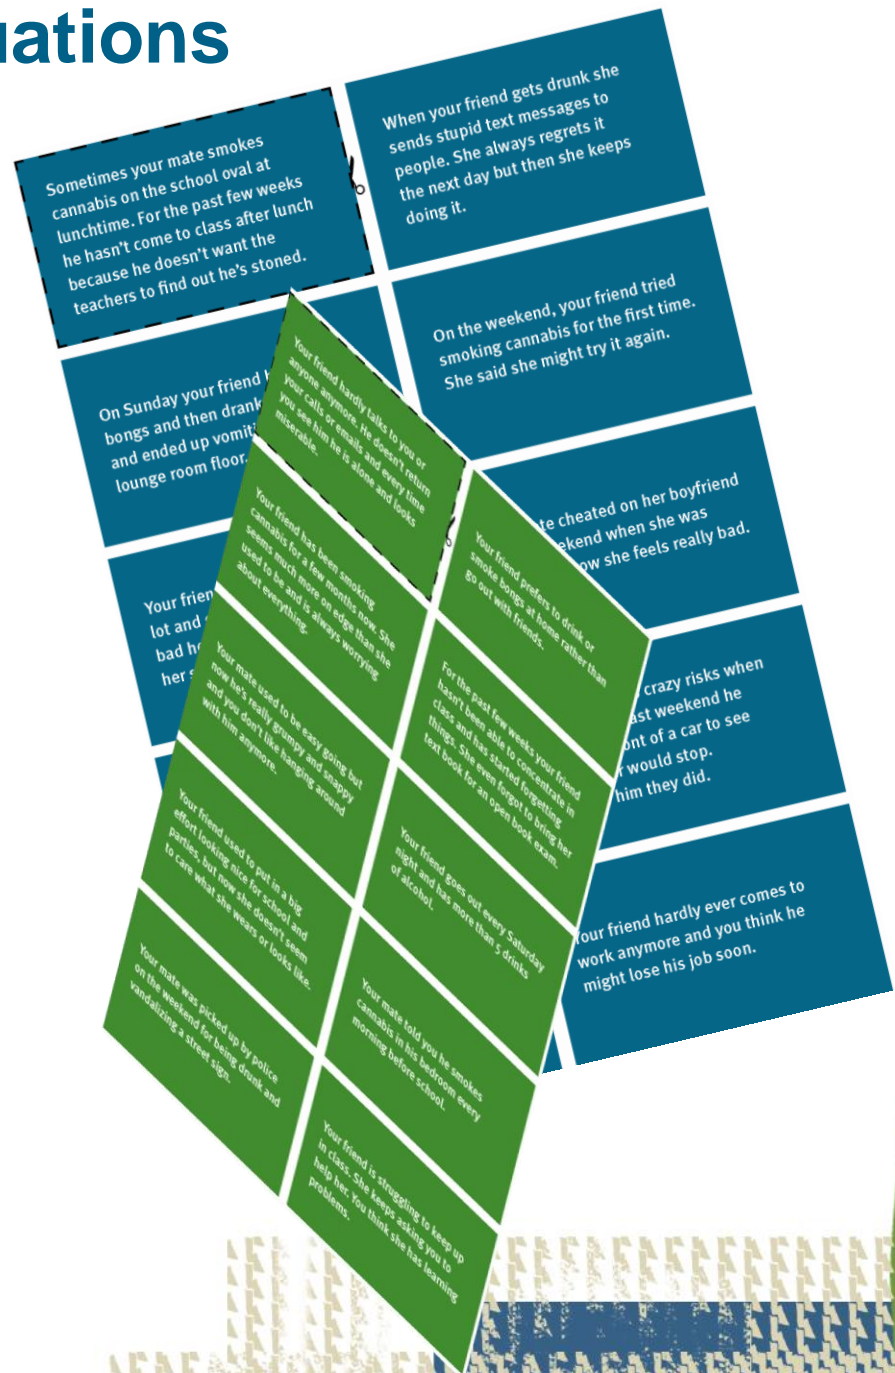 uations
Sometimes your mate smokes
cannabis on the school oval at
lunchtime. For the past few weeks
he hasn’t come to class after lunch
because he doesn’t want the
teachers to find out he’s stoned.
When your friend gets drunk she
sends stupid text messages to
people. She always regrets it
the next day but then she keeps
doing it.
On Sunday your friend
bongs and then drank
and ended up vomiti
lounge room floor.
On the weekend, your friend tried
smoking cannabis for the first time.
She said she might try it again.
Your frien
lot and
bad he
her s
te cheated on her boyfriend
ekend when she was
ow she feels really bad.
crazy risks when
ast weekend he
ont of a car to see
r would stop.
him they did.
Your friend hardly ever comes to
work anymore and you think he
might lose his job soon.
Your friend hardly talks to you or
anyone anymore. He doesn’t return
your calls or emails and every time
you see him he is alone and looks
miserable.
Your friend prefers to drink or
smoke bongs at home rather than
go out with friends.
Your friend has been smoking
cannabis for a few months now. She
seems much more on edge than she
used to be and is always worrying
about everything.
For the past few weeks your friend
hasn’t been able to concentrate in
class and has started forgetting
things. She even forgot to bring her
text book for an open book exam.
Your mate used to be easy going but
now he’s really grumpy and snappy
and you don’t like hanging around
with him anymore.
Your friend goes out every Saturday
night and has more than 5 drinks
of alcohol.
Your friend used to put in a big
effort looking nice for school and
parties, but now she doesn’t seem
to care what she wears or looks like.
Your mate told you he smokes
cannabis in his bedroom every
morning before school.
Your mate was picked up by police
on the weekend for being drunk and
vandalizing a street sign.
Your friend is struggling to keep up
in class. She keeps asking you to
help her. You think she has learning
problems.